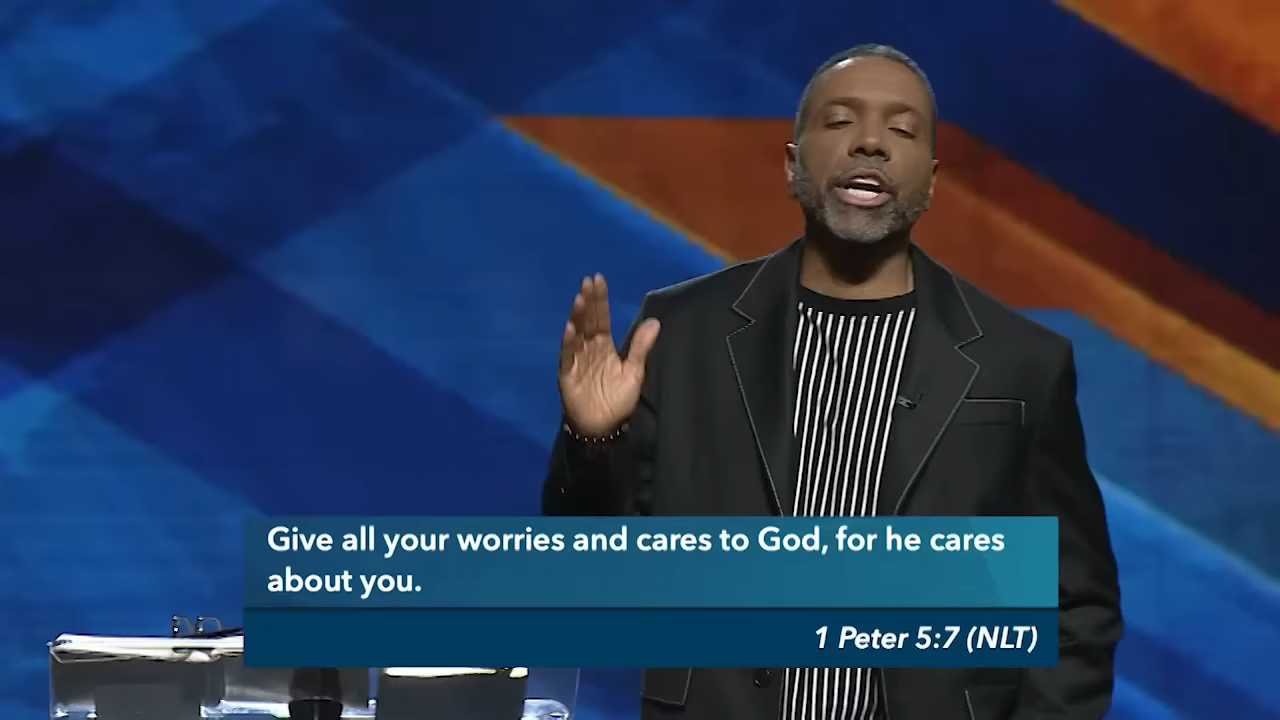 Give all your worries and cares to God, for he cares
about you.
1 Peter 5:7 (NLT)